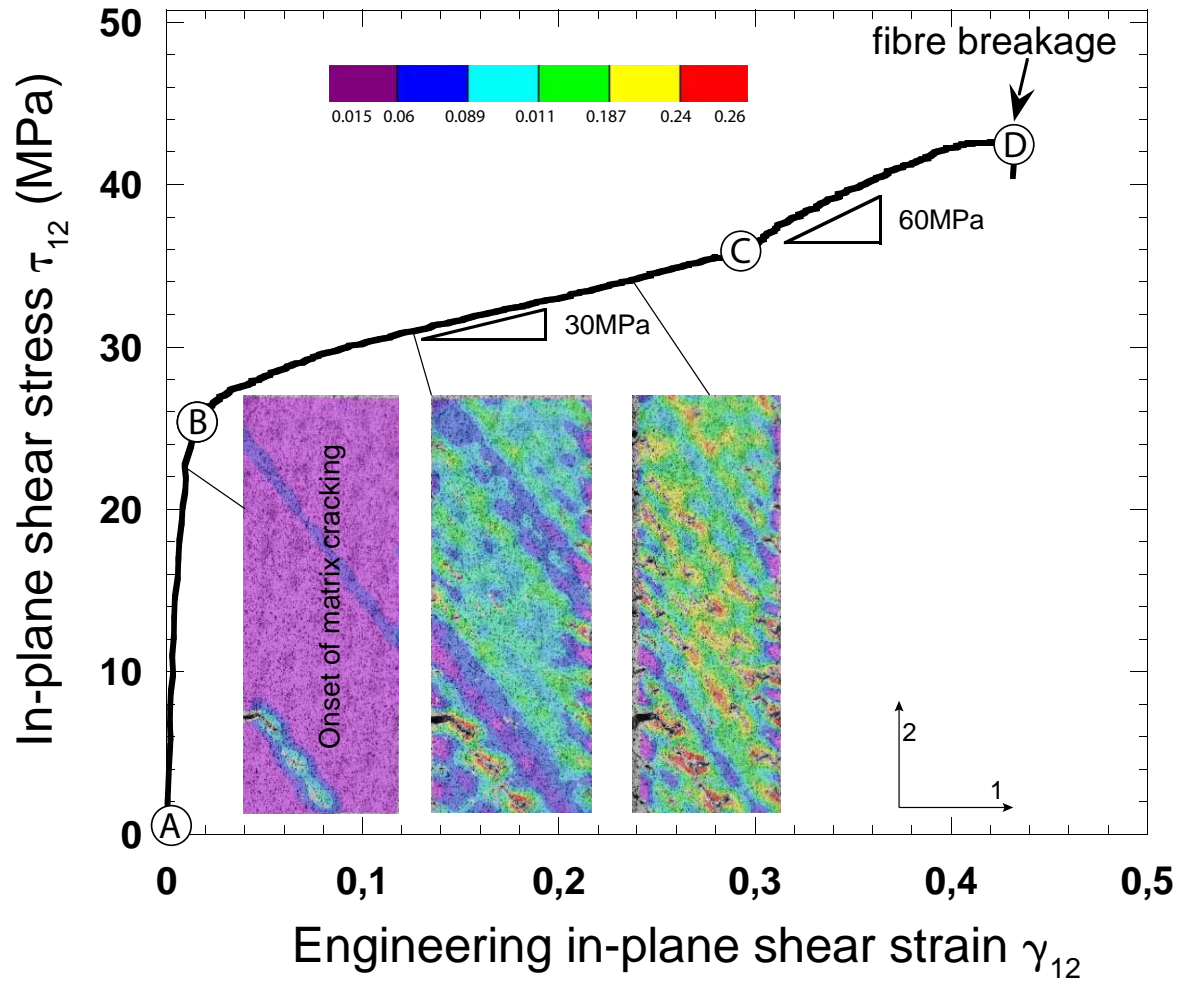 50
40
30
20
10
0
In-plane shear stress τ12 (MPa)
fibre breakage
0.015 0.06 0.089 0.011 0.187 0.24 0.26
D
60MPa
C
30MPa
B
Onset of matrix cracking
2
1
A
0 0,1 0,2 0,3 0,4 0,5
Engineering in-plane shear strain γ12